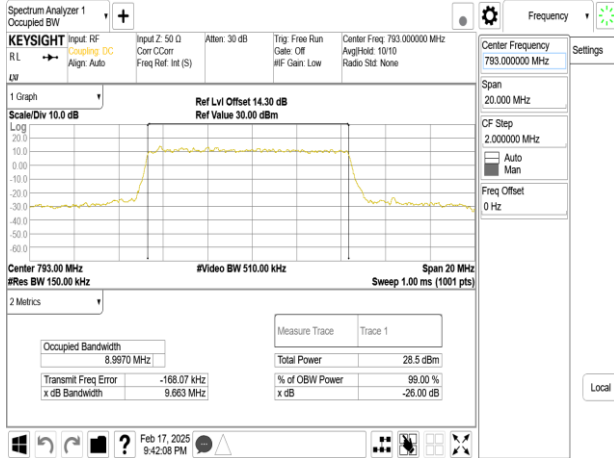 Spectrum Analyzer 1
Occupied BW
Frequency
KEYSIGHT
RL
Input: RF
Coupling: DC
Align: Auto
Input Z: 50 Ω
Corr CCorr
Freq Ref: Int (S)
Atten: 30 dB
Trig: Free Run
Gate: Off
#IF Gain: Low
Center Freq: 793.000000 MHz
Avg|Hold: 10/10
Radio Std: None
Center Frequency
793.000000 MHz
Settings
Span
20.000 MHz
CF Step
2.000000 MHz
Auto
Man
Freq Offset
0 Hz
Local
1 Graph
Scale/Div 10.0 dB
Ref Lvl Offset 14.30 dB
Ref Value 30.00 dBm
Log
20.0
10.0
0.00
-10.0
-20.0
-30.0
-40.0
-50.0
-60.0
Center 793.00 MHz
#Res BW 150.00 kHz
#Video BW 510.00 kHz
Span 20 MHz
Sweep 1.00 ms (1001 pts)
2 Metrics
Measure Trace Trace 1
Occupied Bandwidth
8.9970 MHz
Total Power 28.5 dBm
Transmit Freq Error -168.07 kHz
% of OBW Power 99.00 %
x dB Bandwidth 9.663 MHz
x dB -26.00 dB
?
Feb 17, 2025
9:42:08 PM